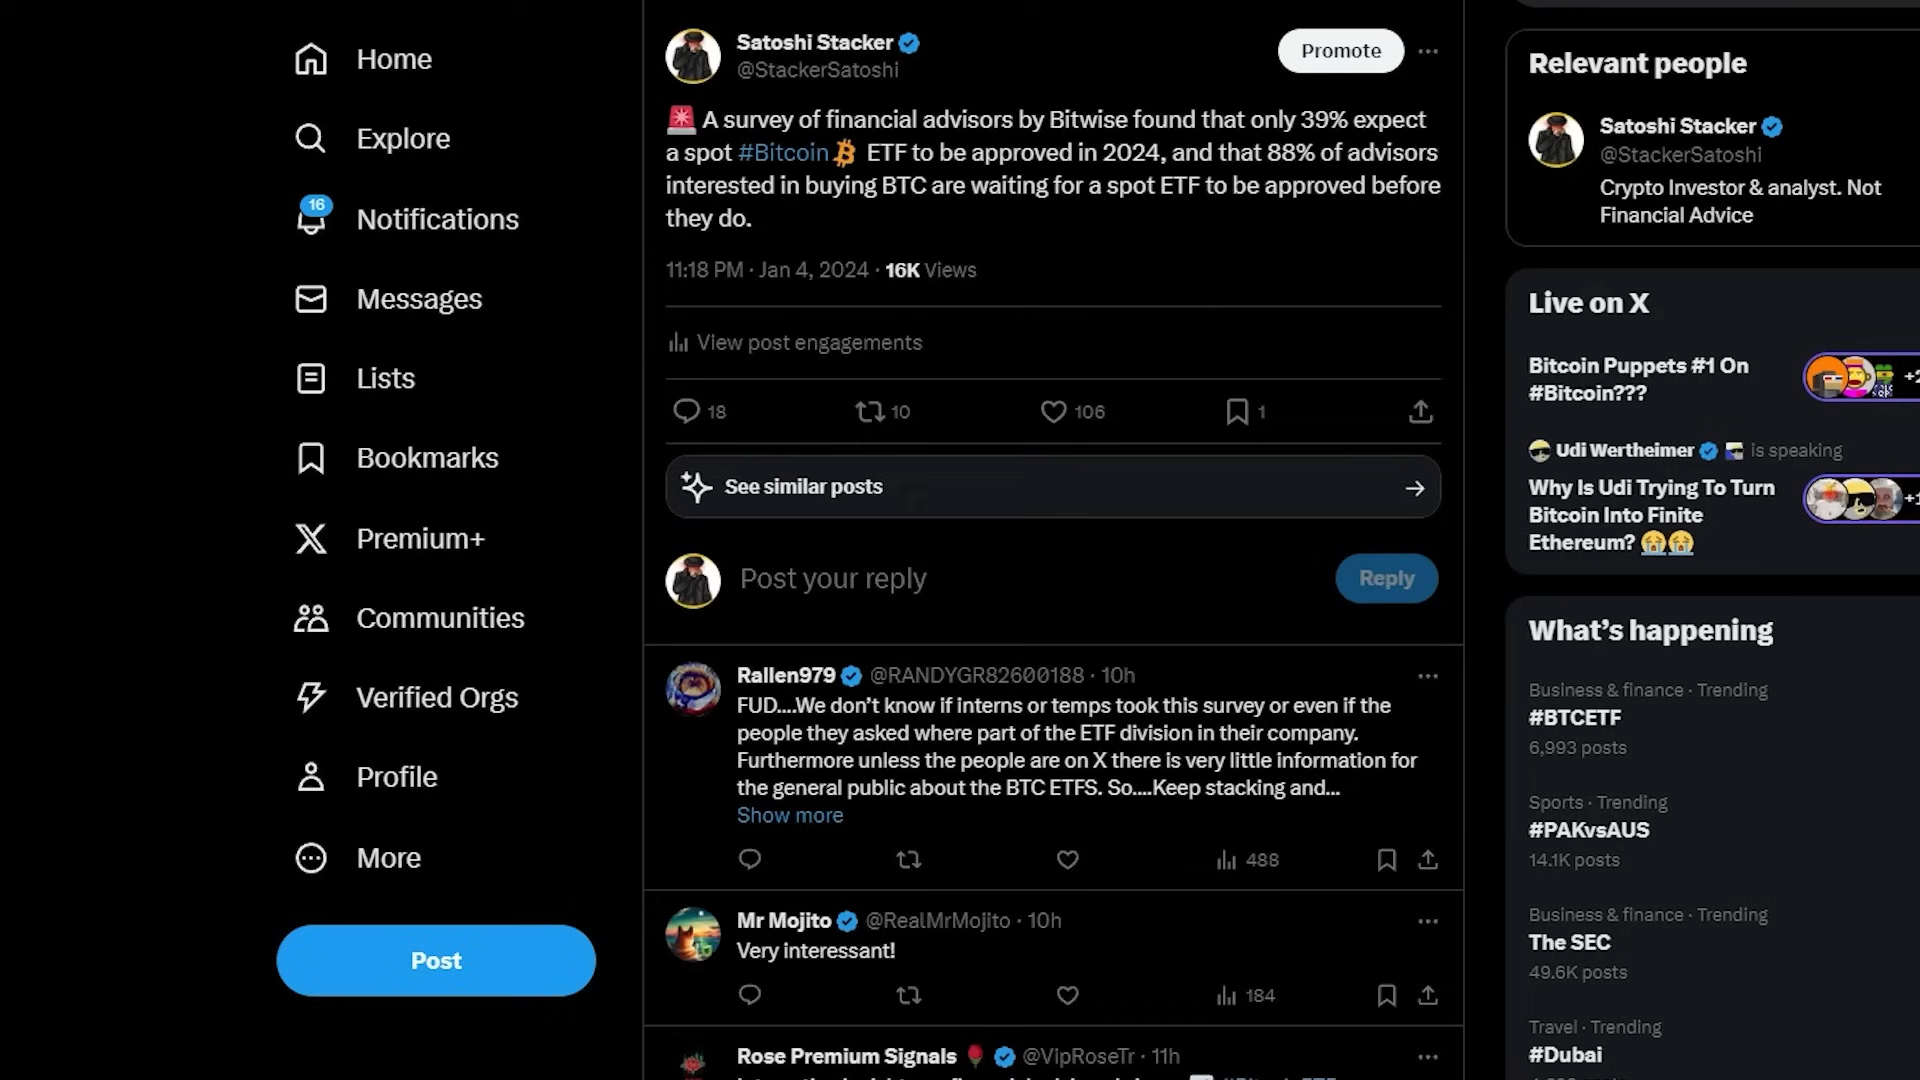 Home
Explore
16
Notifications
Messages
Lists
Bookmarks
Premium+
Communities
Verified Orgs
Profile
More
Post
Satoshi Stacker
@StackerSatoshi
Promote
A survey of financial advisors by Bitwise found that only 39% expect
a spot #Bitcoin ETF to be approved in 2024, and that 88% of advisors
interested in buying BTC are waiting for a spot ETF to be approved before
they do.
11:18 PM · Jan 4, 2024 · 16K Views
View post engagements
18 10 106 1
See similar posts
Post your reply
Reply
Rallen979 @RANDYGR82600188 · 10h
FUD....We don't know if interns or temps took this survey or even if the
people they asked where part of the ETF division in their company.
Furthermore unless the people are on X there is very little information for
the general public about the BTC ETFS. So....Keep stacking and...
Show more
488
Mr Mojito @RealMrMojito · 10h
Very interessant!
184
Rose Premium Signals 🌹 @VipRoseTr · 11h
Relevant people
Satoshi Stacker
@StackerSatoshi
Crypto Investor & analyst. Not
Financial Advice
Live on X
Bitcoin Puppets #1 On
#Bitcoin???
Udi Wertheimer is speaking
Why Is Udi Trying To Turn
Bitcoin Into Finite
Ethereum? 😭😭
What's happening
Business & finance · Trending
#BTCETF
6,993 posts
Sports · Trending
#PAKvsAUS
14.1K posts
Business & finance · Trending
The SEC
49.6K posts
Travel · Trending
#Dubai